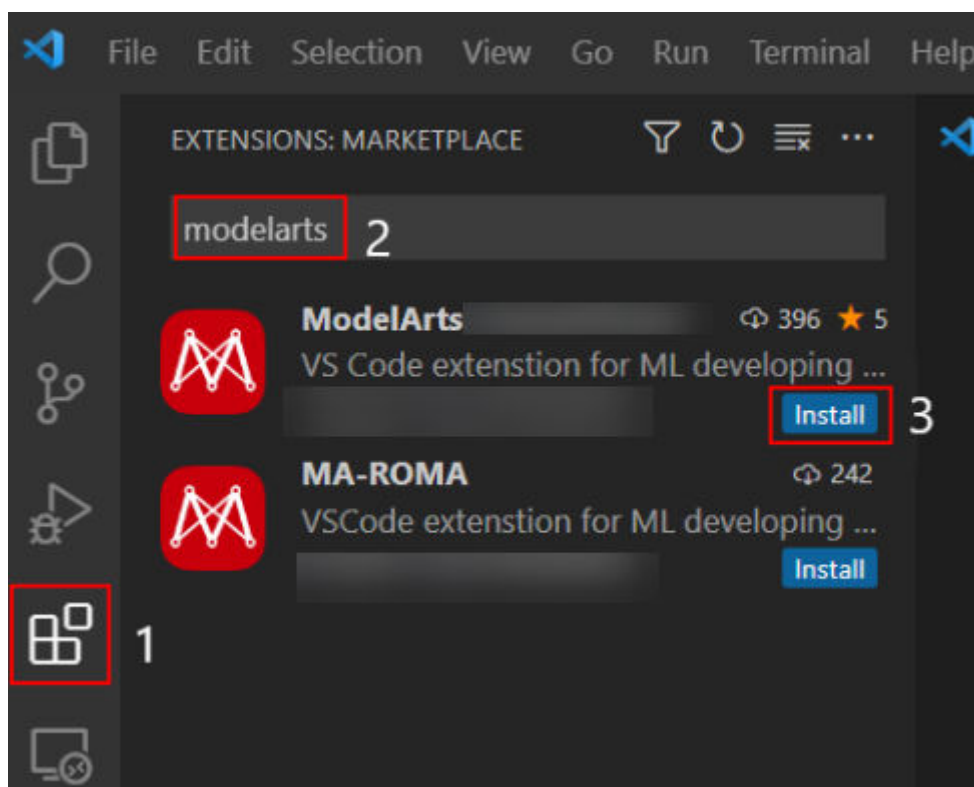 File Edit Selection View Go Run Terminal Help
EXTENSIONS: MARKETPLACE
modelarts 2
ModelArts 396 5
VS Code extenstion for ML developing ...
Install 3
MA-ROMA 242
VSCode extenstion for ML developing ...
Install
1